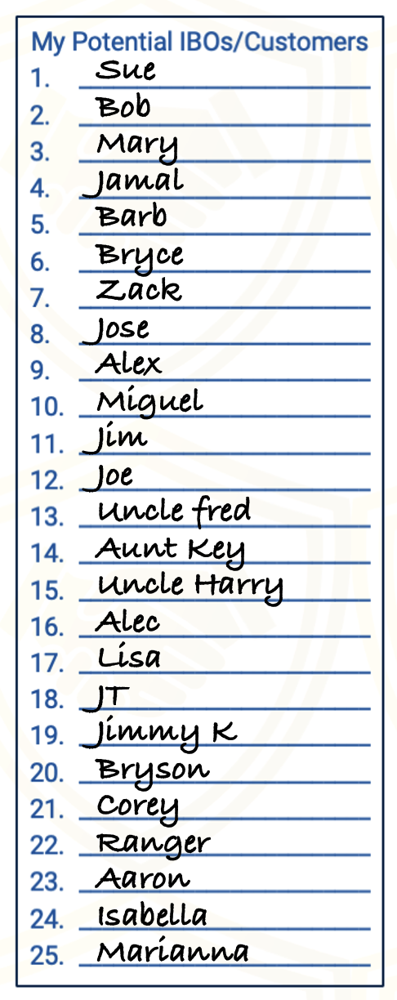 My Potential IBOs/Customers
1. Sue
2. Bob
3. Mary
4. Jamal
5. Barb
6. Bryce
7. Zack
8. Jose
9. Alex
10. Miguel
11. Jim
12. Joe
13. Uncle fred
14. Aunt Key
15. Uncle Harry
16. Alec
17. Lisa
18. JT
19. Jimmy K
20. Bryson
21. Corey
22. Ranger
23. Aaron
24. Isabella
25. Marianna